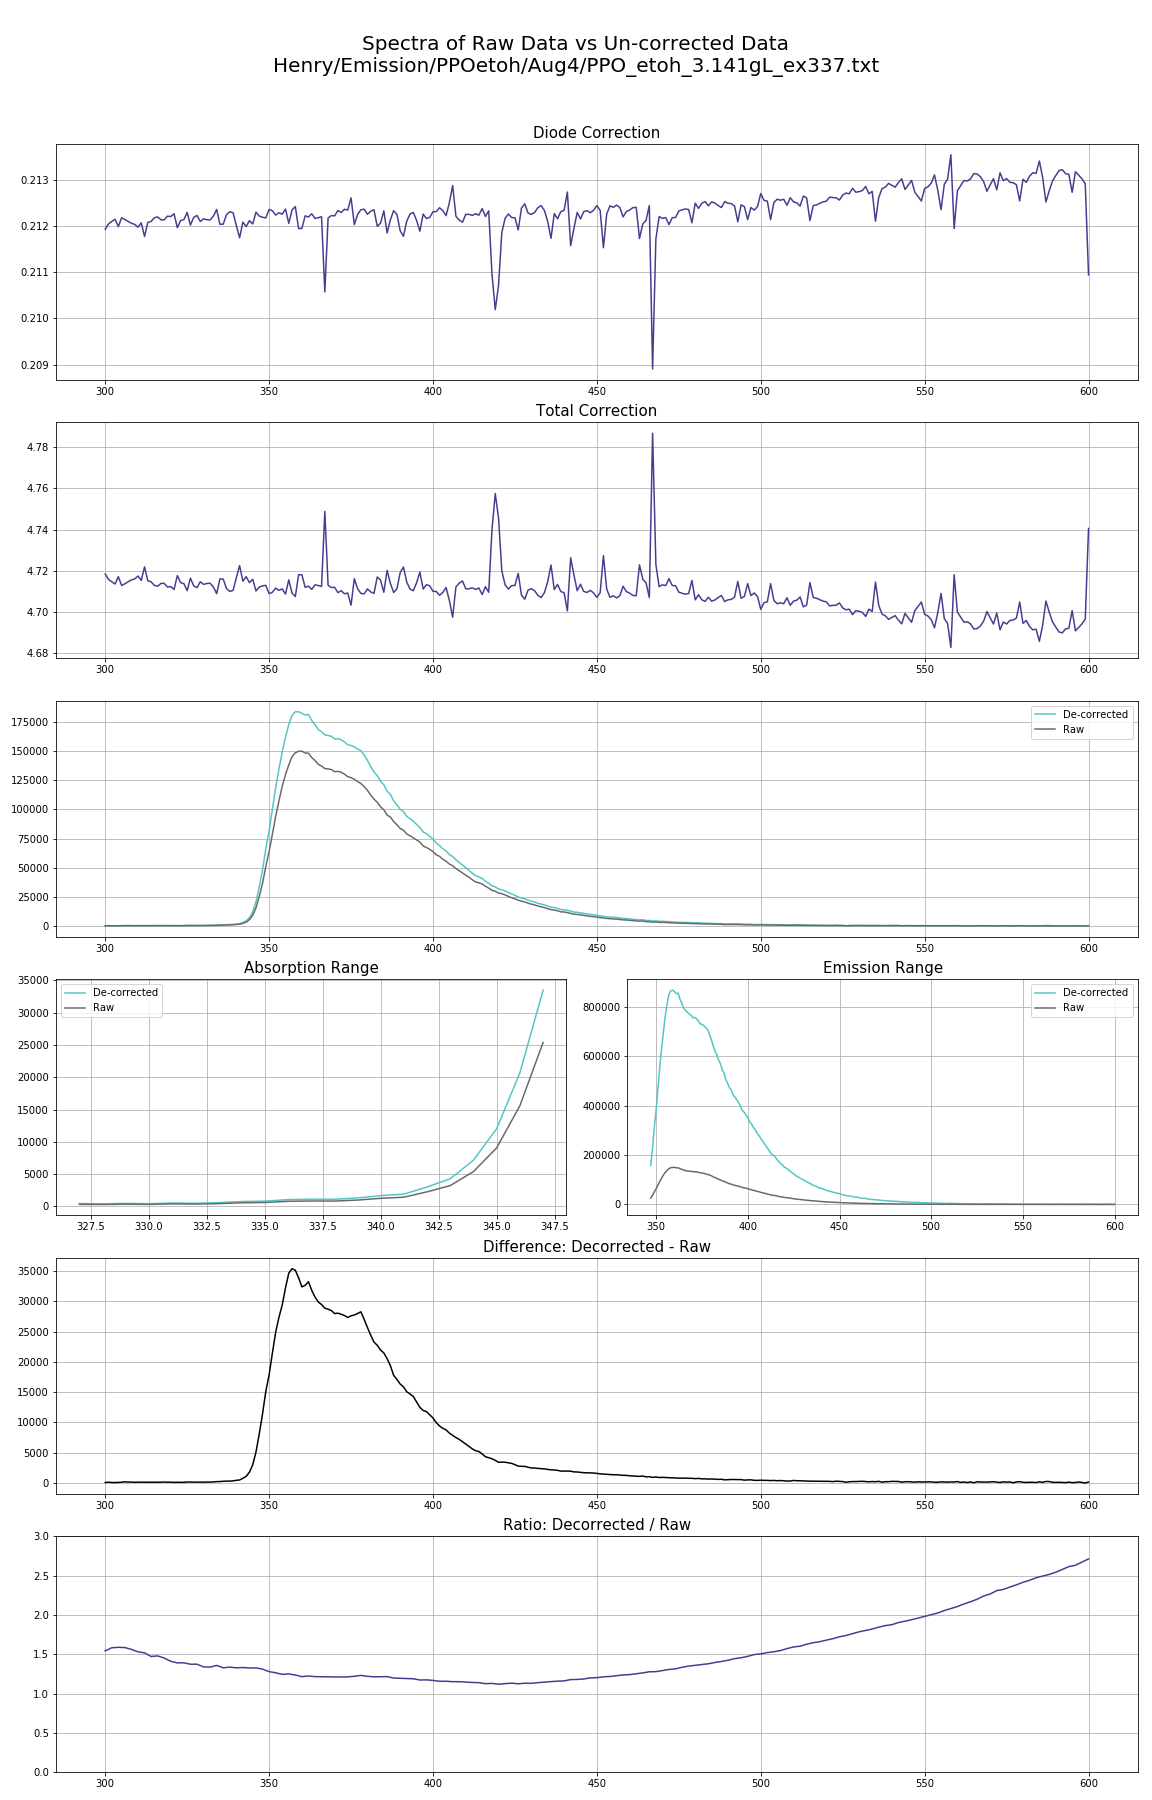 Spectra of Raw Data vs Un-corrected Data
Henry/Emission/PPOetoh/Aug4/PPO_etoh_3.141gL_ex337.txt
Diode Correction
0.213
0.212
0.211
0.210
0.209
300 350 400 450 500 550 600
Total Correction
4.78
4.76
4.74
4.72
4.70
4.68
300 350 400 450 500 550 600
De-corrected
Raw
175000
150000
125000
100000
75000
50000
25000
0
300 350 400 450 500 550 600
Absorption Range
De-corrected
Raw
35000
30000
25000
20000
15000
10000
5000
0
327.5 330.0 332.5 335.0 337.5 340.0 342.5 345.0 347.5
Emission Range
De-corrected
Raw
800000
600000
400000
200000
0
350 400 450 500 550 600
Difference: Decorrected - Raw
35000
30000
25000
20000
15000
10000
5000
0
300 350 400 450 500 550 600
Ratio: Decorrected / Raw
3.0
2.5
2.0
1.5
1.0
0.5
0.0
300 350 400 450 500 550 600